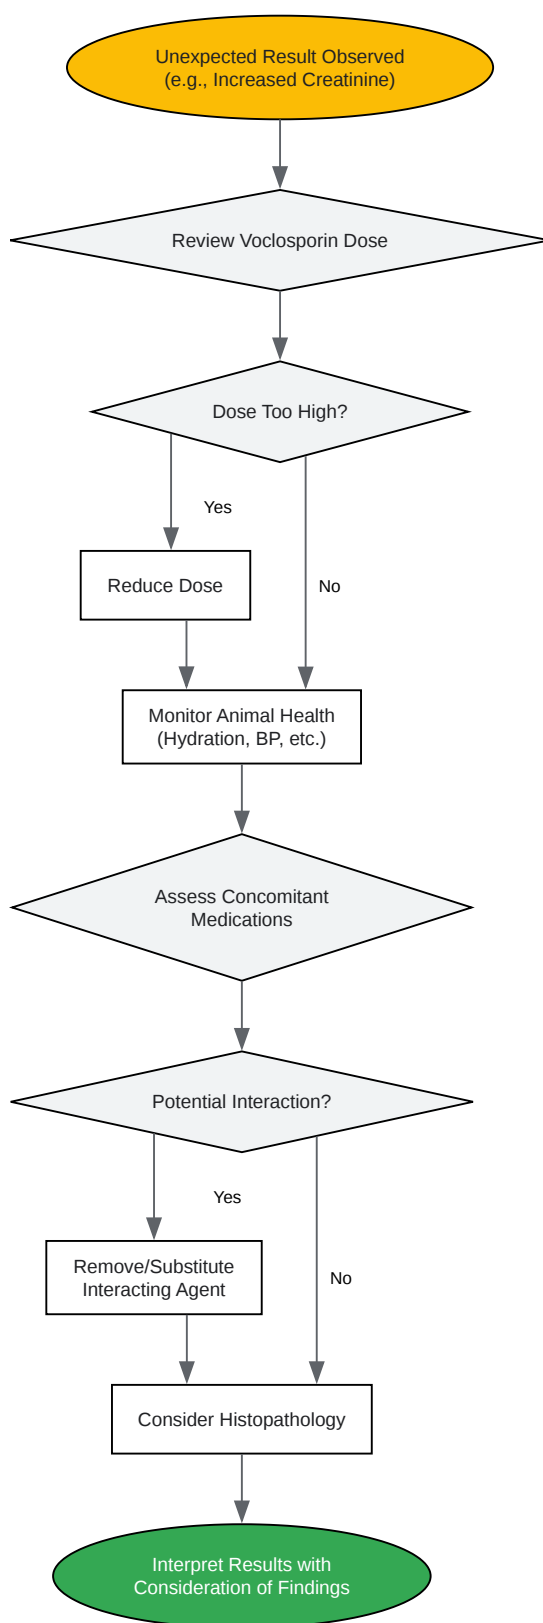 Unexpected Result Observed
(e.g., Increased Creatinine)
Review Voclosporin Dose
Dose Too High?
Yes
Reduce Dose
No
Monitor Animal Health
(Hydration, BP, etc.)
Assess Concomitant
Medications
Potential Interaction?
Yes
Remove/Substitute
Interacting Agent
No
Consider Histopathology
Interpret Results with
Consideration of Findings